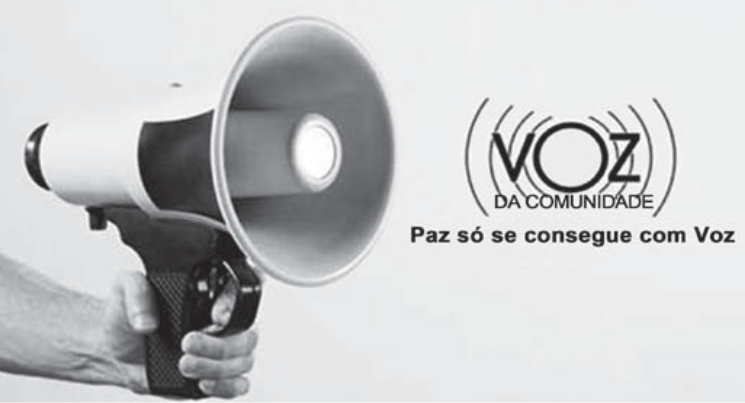 VOZ
DA COMUNIDADE
Paz só se consegue com Voz